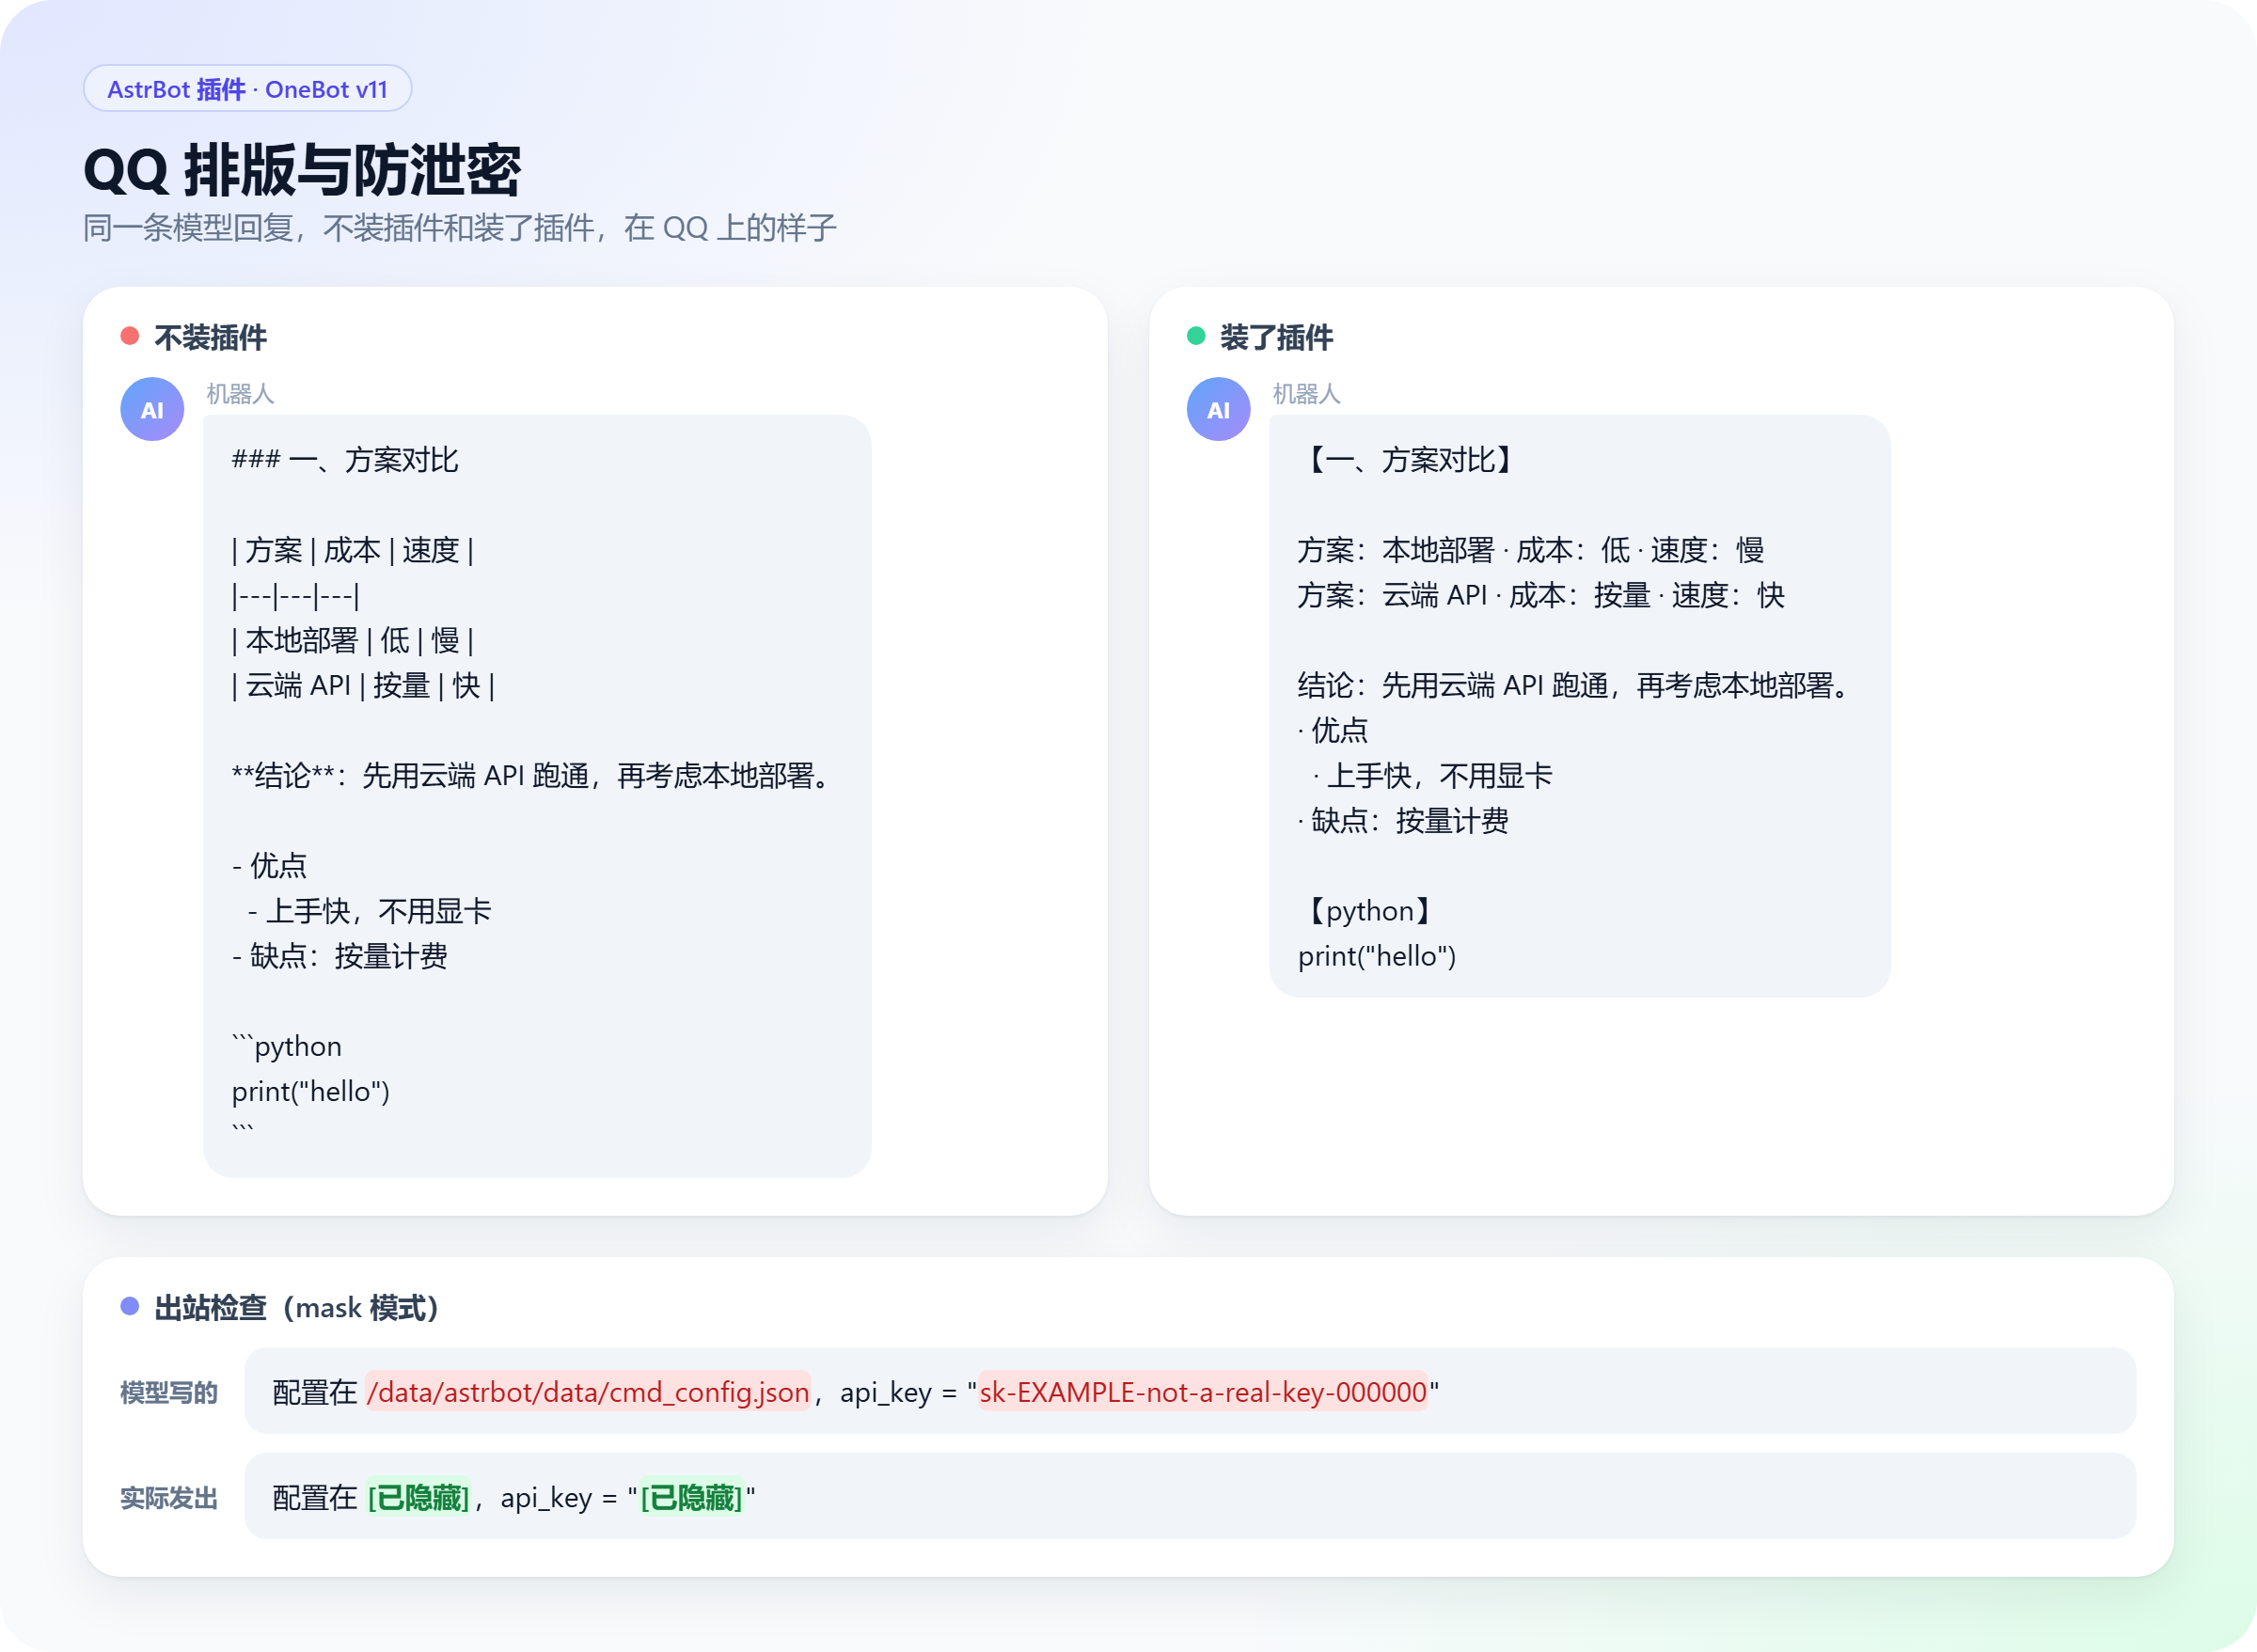 AstrBot 插件 · OneBot v11
QQ 排版与防泄密
同一条模型回复，不装插件和装了插件，在 QQ 上的样子
不装插件
AI
机器人
### 一、方案对比
| 方案 | 成本 | 速度 |
|---|---|---|
| 本地部署 | 低 | 慢 |
| 云端 API | 按量 | 快 |
**结论**：先用云端 API 跑通，再考虑本地部署。
- 优点
  - 上手快，不用显卡
- 缺点：按量计费
```python
print("hello")
```
装了插件
AI
机器人
【一、方案对比】
方案：本地部署 · 成本：低 · 速度：慢
方案：云端 API · 成本：按量 · 速度：快
结论：先用云端 API 跑通，再考虑本地部署。
· 优点
  · 上手快，不用显卡
· 缺点：按量计费
【python】
print("hello")
出站检查（mask 模式）
模型写的
配置在 /data/astrbot/data/cmd_config.json，api_key = "sk-EXAMPLE-not-a-real-key-000000"
实际发出
配置在 [已隐藏]，api_key = "[已隐藏]"